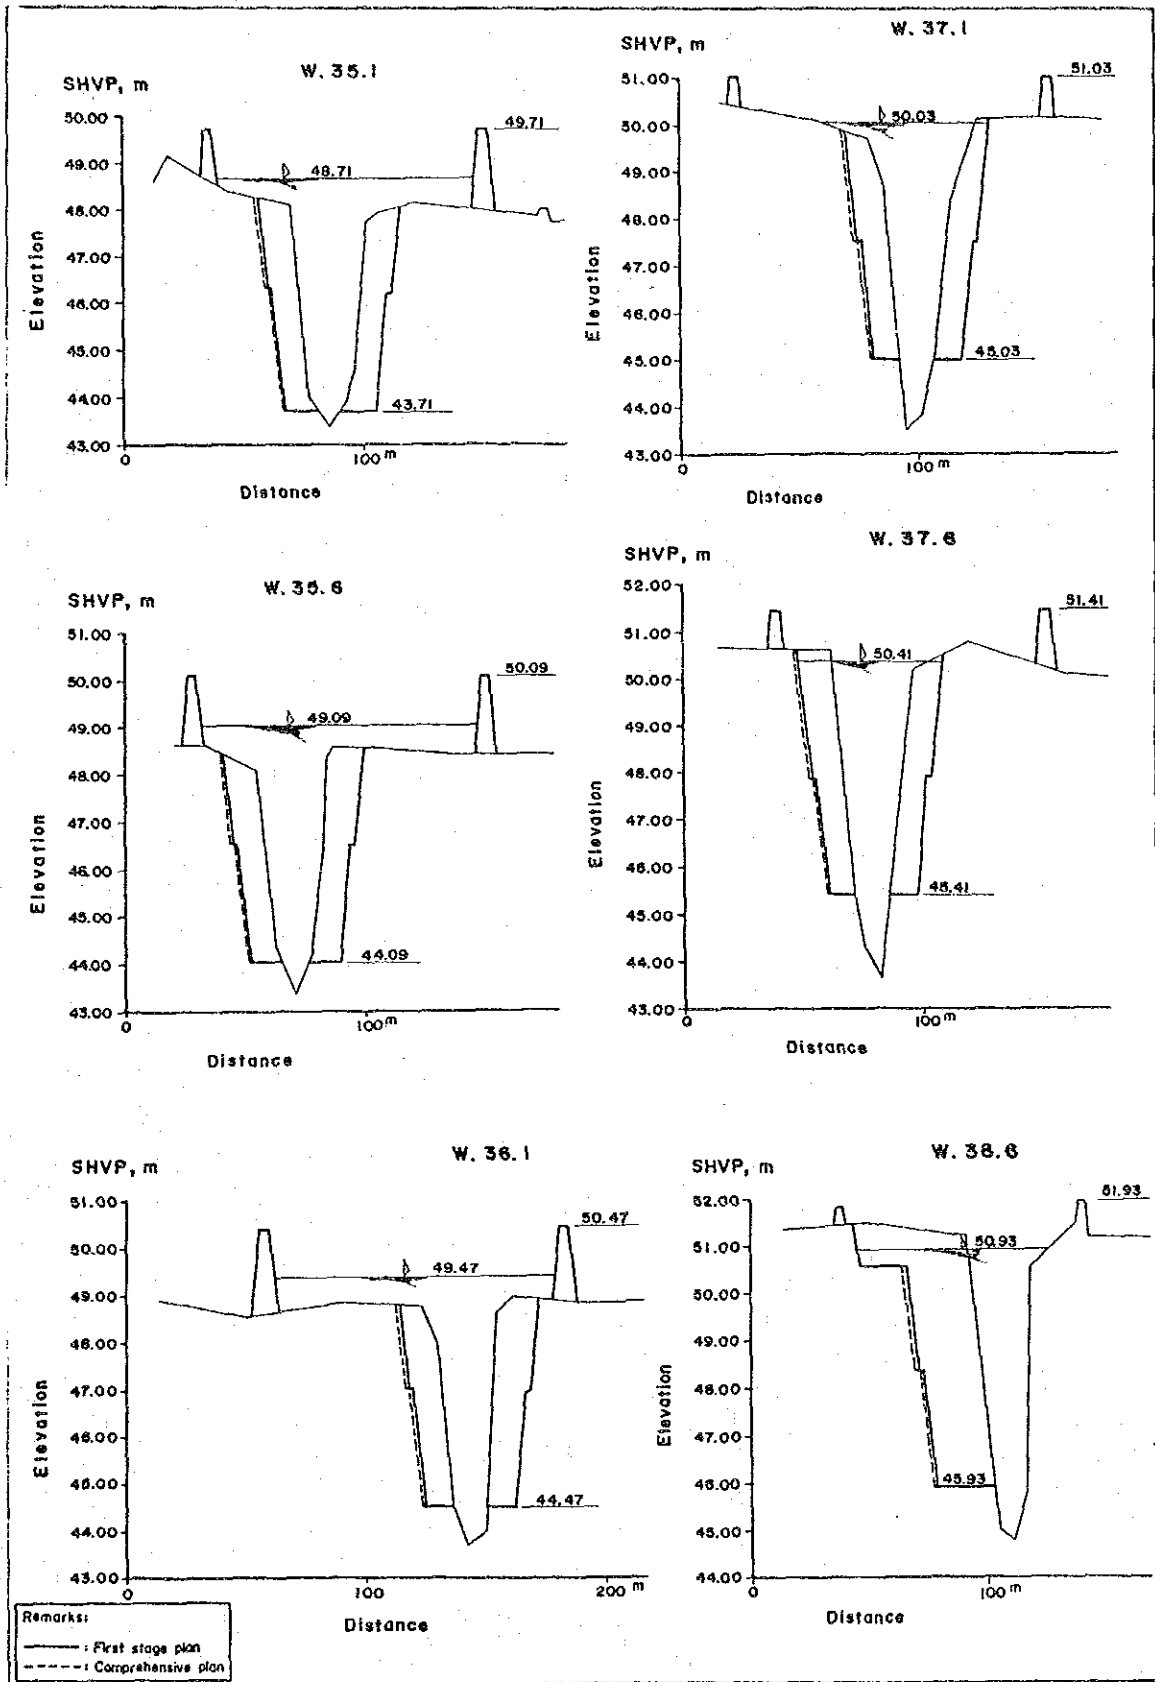 W. 35.1
SHVP, m
50.00
49.00
48.00
47.00
46.00
45.00
44.00
43.00
Elevation
49.71
48.71
43.71
0
100 m
Distance
W. 37.1
SHVP, m
51.00
50.00
49.00
48.00
47.00
46.00
45.00
44.00
43.00
Elevation
51.03
50.03
45.03
0
100 m
Distance
W. 35.6
SHVP, m
51.00
50.00
49.00
48.00
47.00
46.00
45.00
44.00
43.00
Elevation
50.09
49.09
44.09
0
100 m
Distance
W. 37.6
SHVP, m
52.00
51.00
50.00
49.00
48.00
47.00
46.00
45.00
44.00
43.00
Elevation
51.41
50.41
45.41
0
100 m
Distance
W. 36.1
SHVP, m
51.00
50.00
49.00
48.00
47.00
46.00
45.00
44.00
43.00
Elevation
50.47
49.47
44.47
0
100
200 m
Distance
W. 38.6
SHVP, m
52.00
51.00
50.00
49.00
48.00
47.00
46.00
45.00
44.00
Elevation
51.93
50.93
45.93
0
100 m
Distance
Remarks:
: First stage plan
: Comprehensive plan